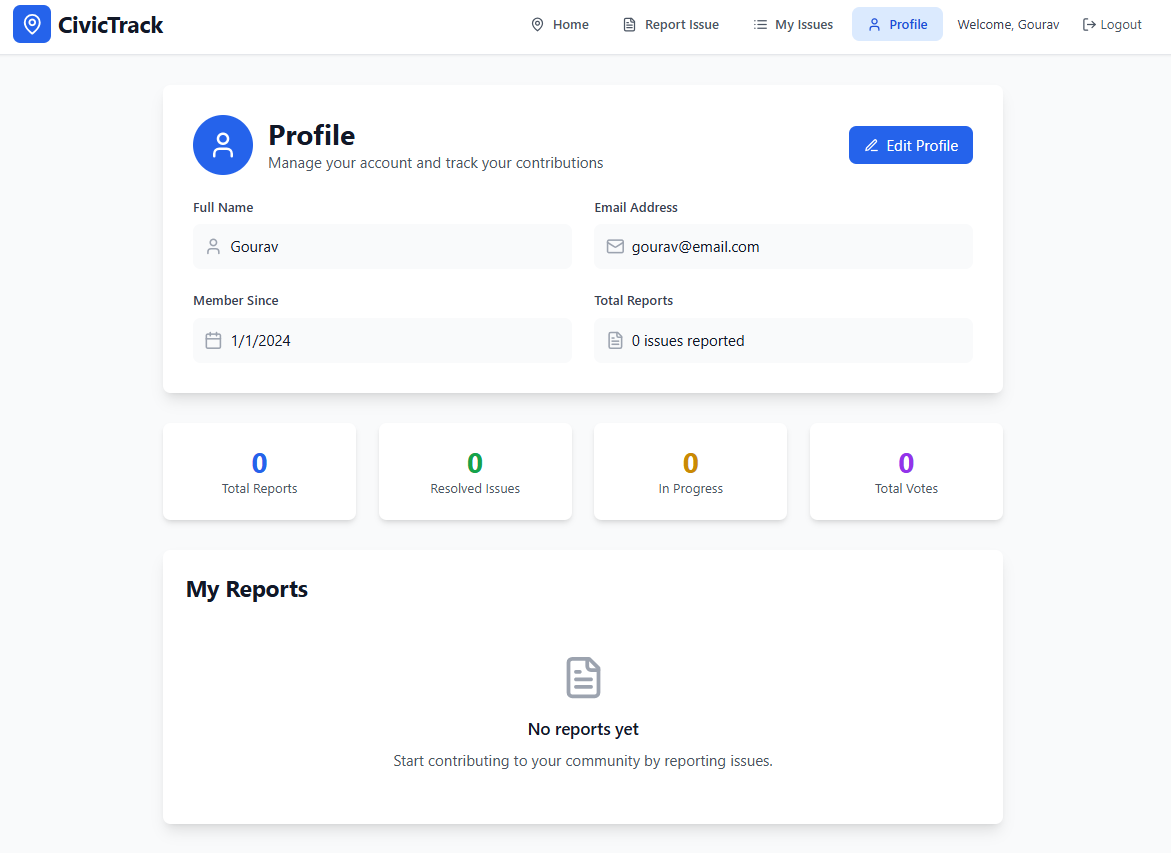 CivicTrack
Home
Report Issue
My Issues
Profile
Welcome, Gourav
Logout
Profile
Manage your account and track your contributions
Edit Profile
Full Name
Email Address
Gourav
gourav@email.com
Member Since
Total Reports
1/1/2024
0 issues reported
0
Total Reports
0
Resolved Issues
0
In Progress
0
Total Votes
My Reports
No reports yet
Start contributing to your community by reporting issues.